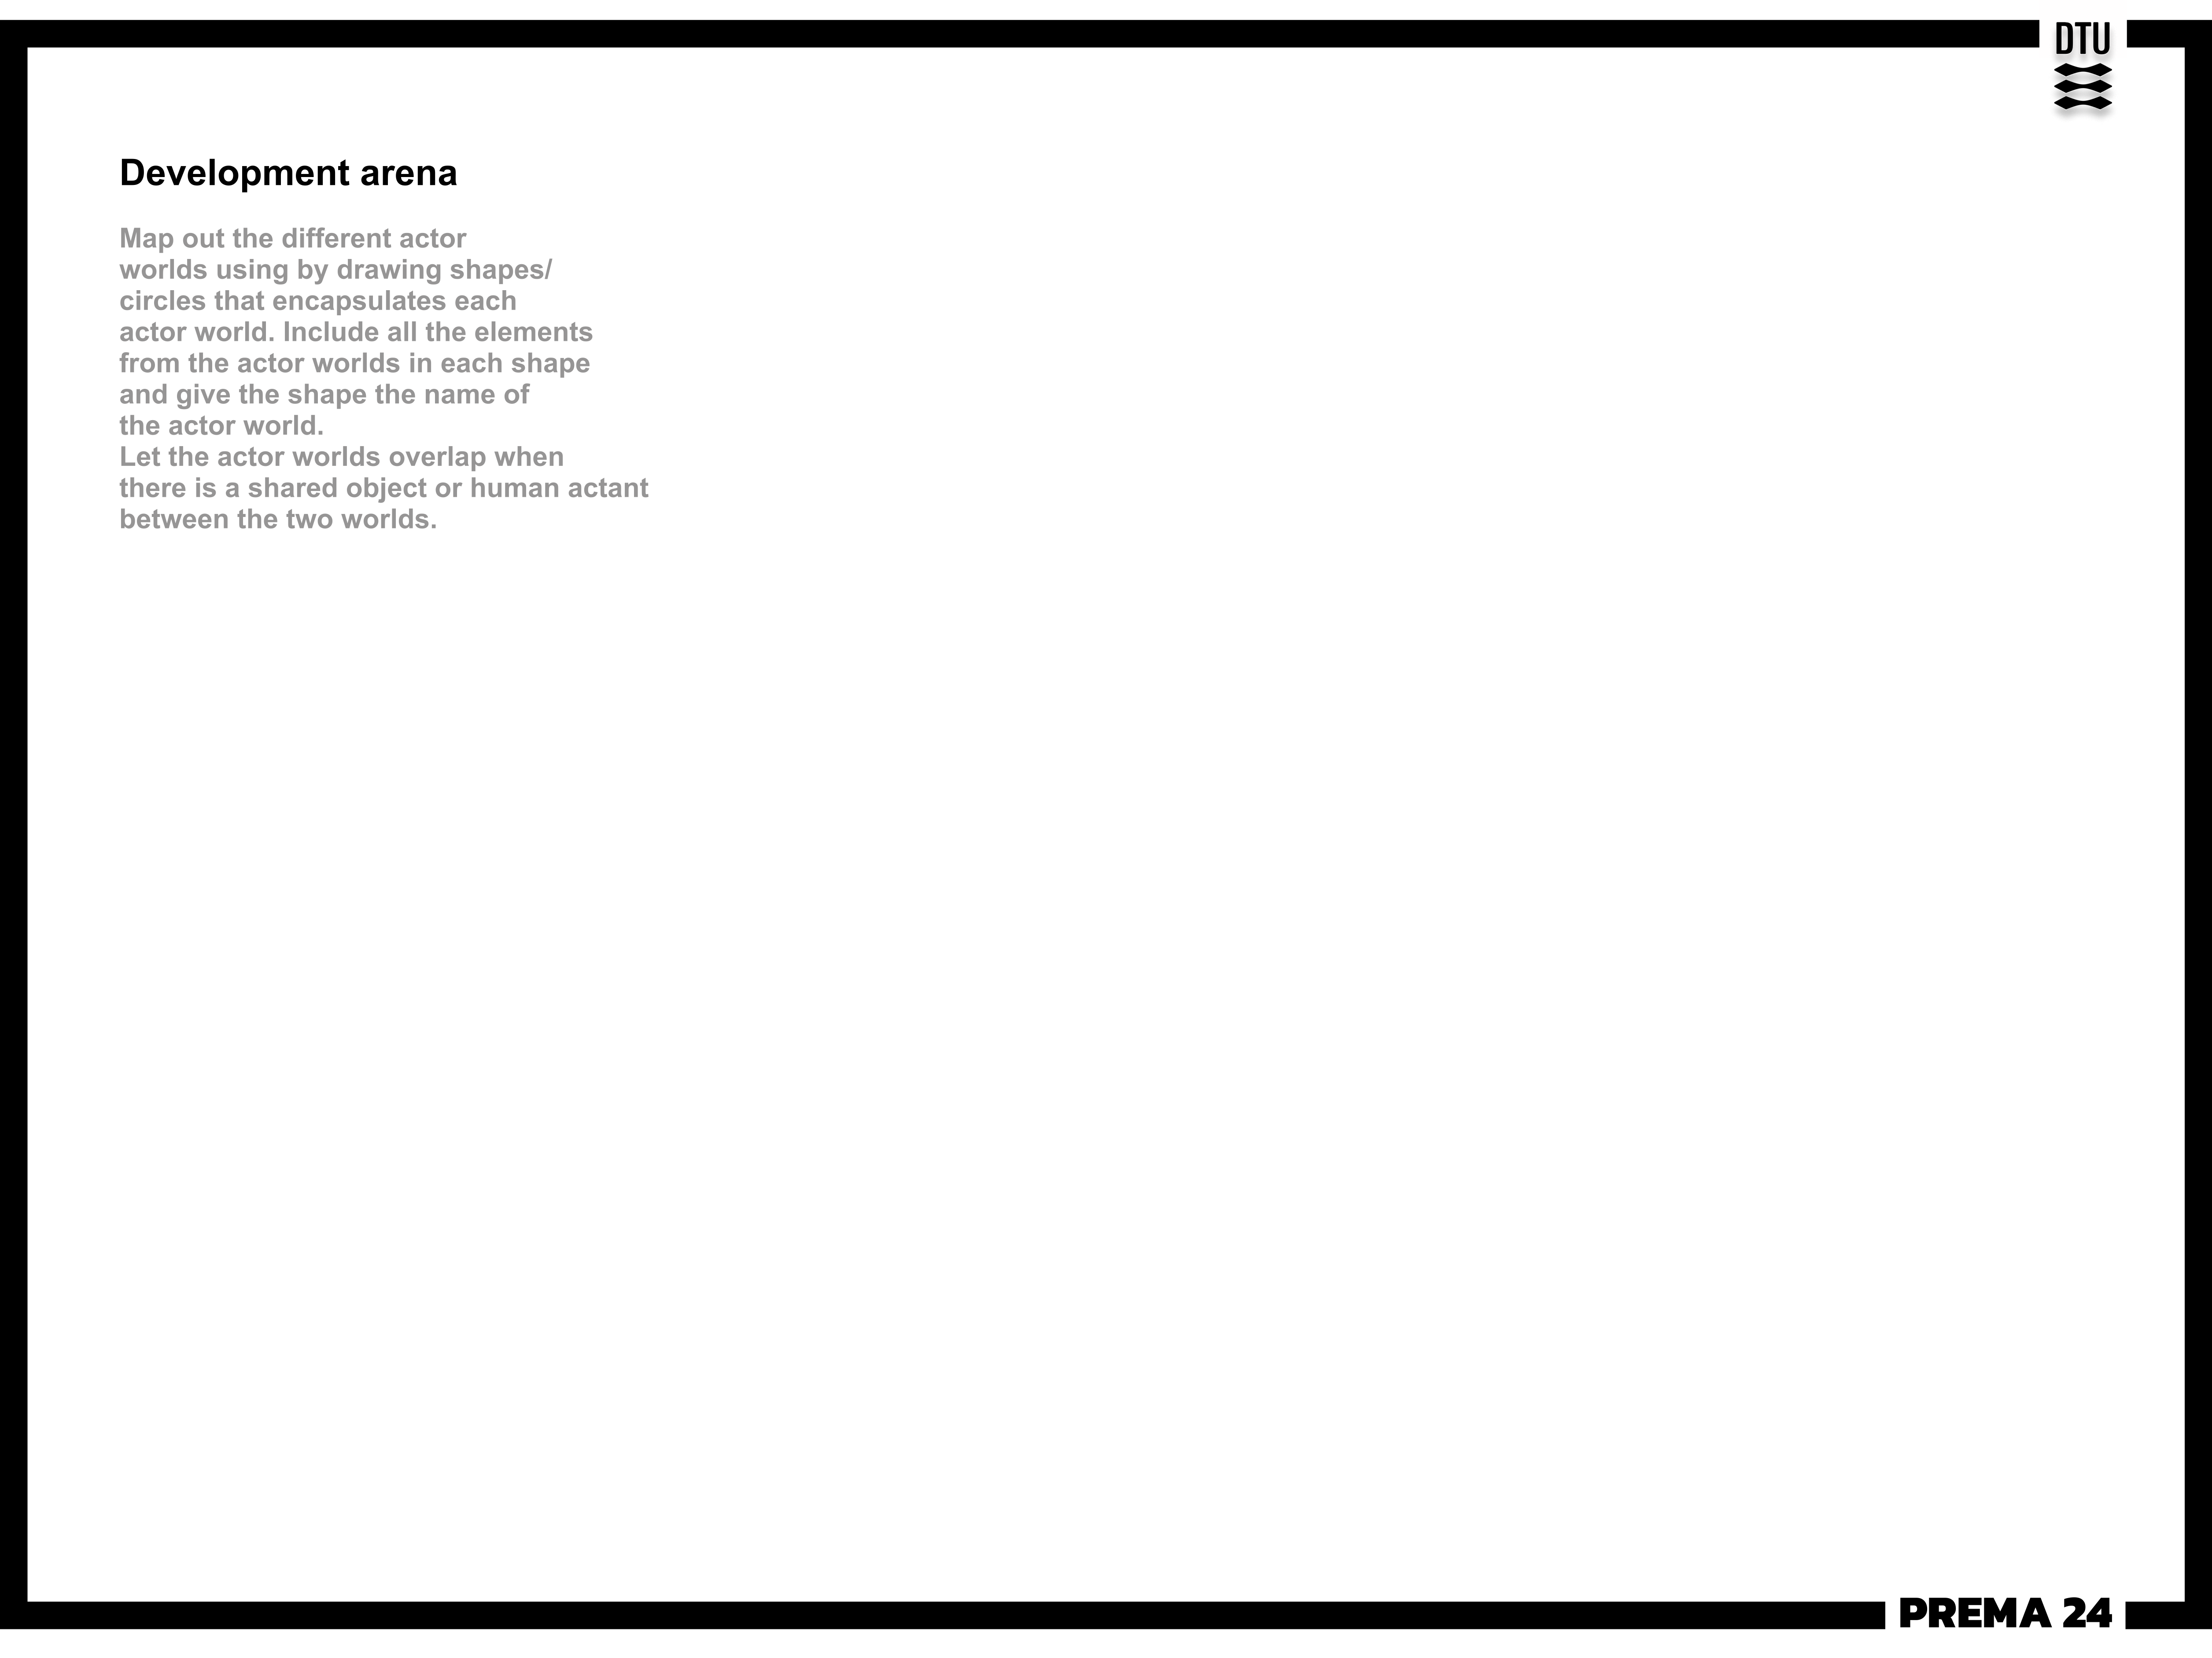 DTU
Development arena
Map out the different actor
worlds using by drawing shapes/
circles that encapsulates each
actor world. Include all the elements
from the actor worlds in each shape
and give the shape the name of
the actor world.
Let the actor worlds overlap when
there is a shared object or human actant
between the two worlds.
PREMA 24